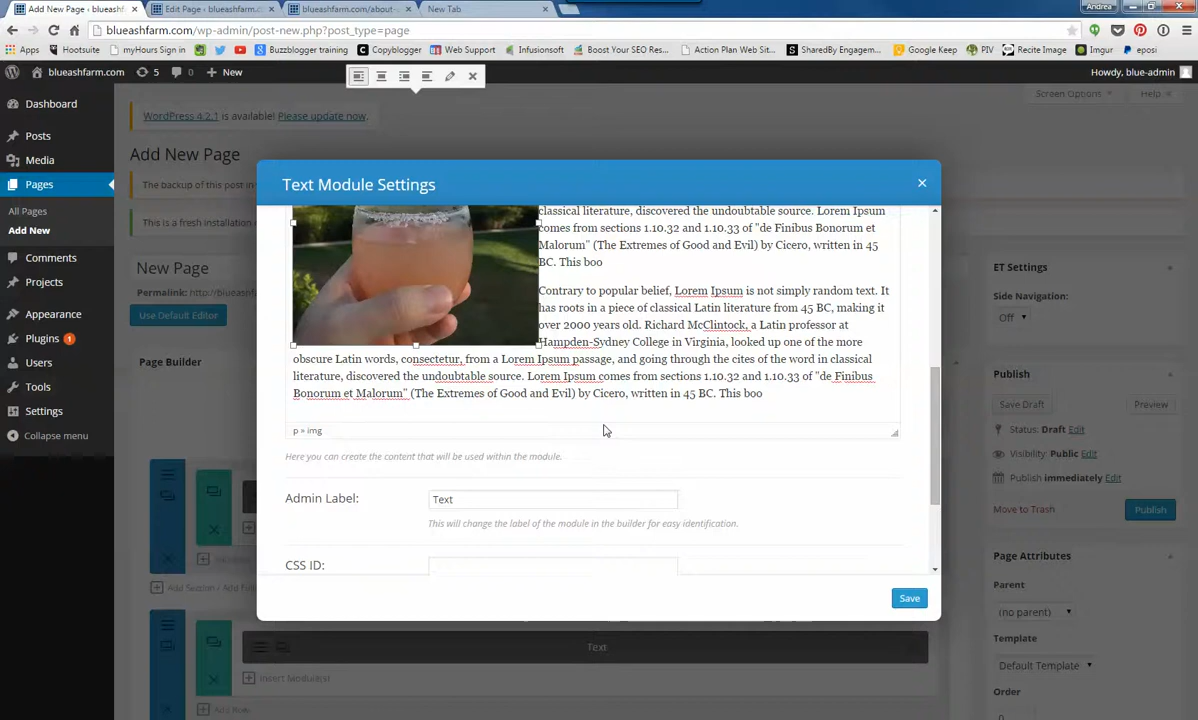 Add New Page ‹ blueashf
Edit Page ‹ blueashfarm.c
blueashfarm.com/about-
New Tab
Andrea
blueashfarm.com/wp-admin/post-new.php?post_type=page
Apps
Hootsuite
myHours Sign in
Buzzblogger training
Copyblogger
Web Support
Infusionsoft
Boost Your SEO Res...
Action Plan Web Sit...
SharedBy Engagem...
Google Keep
PIV
Recite Image
Imgur
eposi
blueashfarm.com
5
0
New
Howdy, blue-admin
Dashboard
Posts
Media
Pages
All Pages
Add New
Comments
Projects
Appearance
Plugins 1
Users
Tools
Settings
Collapse menu
Screen Options
Help
WordPress 4.2.1 is available! Please update now.
Add New Page
The backup of this post in
This is a fresh installation
New Page
Permalink: http://blueashf
Use Default Editor
Page Builder
Text Module Settings
classical literature, discovered the undoubtable source. Lorem Ipsum
comes from sections 1.10.32 and 1.10.33 of "de Finibus Bonorum et
Malorum" (The Extremes of Good and Evil) by Cicero, written in 45
BC. This boo
Contrary to popular belief, Lorem Ipsum is not simply random text. It
has roots in a piece of classical Latin literature from 45 BC, making it
over 2000 years old. Richard McClintock, a Latin professor at
Hampden-Sydney College in Virginia, looked up one of the more
obscure Latin words, consectetur, from a Lorem Ipsum passage, and going through the cites of the word in classical
literature, discovered the undoubtable source. Lorem Ipsum comes from sections 1.10.32 and 1.10.33 of "de Finibus
Bonorum et Malorum" (The Extremes of Good and Evil) by Cicero, written in 45 BC. This boo
p » img
Here you can create the content that will be used within the module.
Admin Label:
Text
This will change the label of the module in the builder for easy identification.
CSS ID:
Save
Text
Insert Module(s)
Add Row
ET Settings
Side Navigation:
Off
Publish
Save Draft
Preview
Status: Draft Edit
Visibility: Public Edit
Publish immediately Edit
Move to Trash
Publish
Page Attributes
Parent
(no parent)
Template
Default Template
Order
0